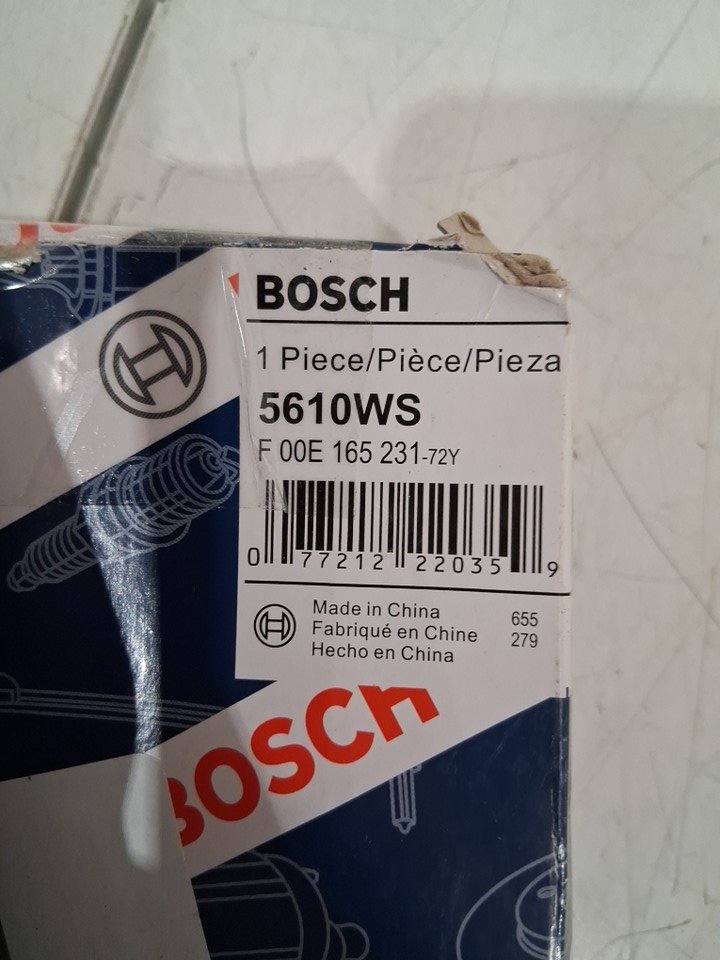 BOSCH
1 Piece/Pièce/Pieza
5610WS
F 00E 165 231-72Y
0 77212 22035 9
Made in China
Fabriqué en Chine
Hecho en China
655
279
BOSCH